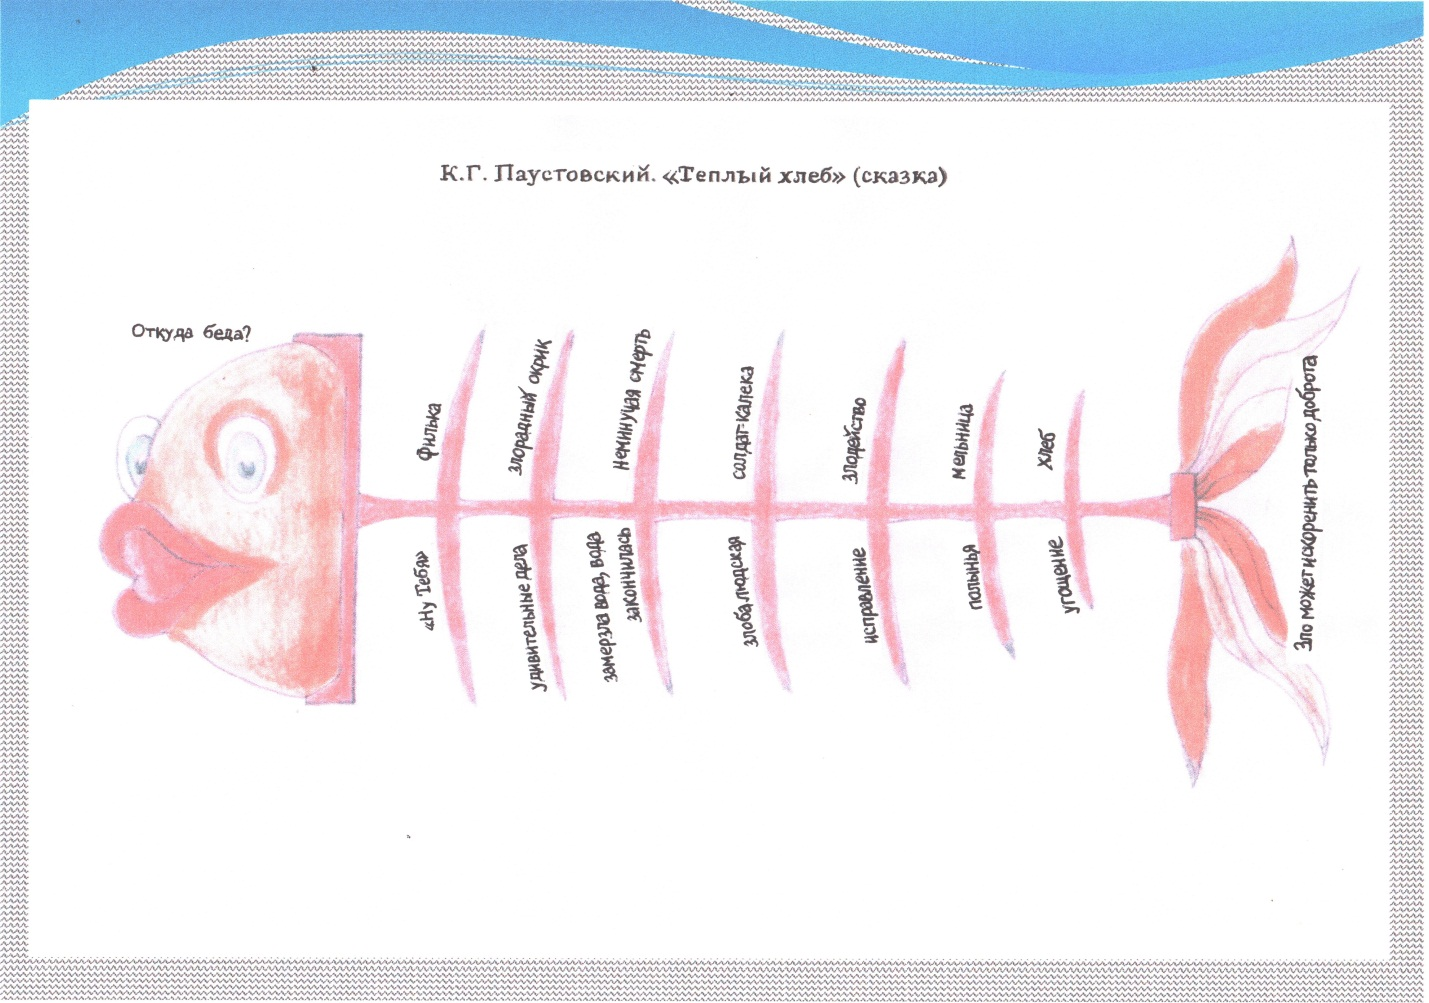 К.Г. Паустовский. «Теплый хлеб» (сказка)
Откуда беда?
Филька
злорадный окрик
неминучая смерть
солдат-калека
злодейство
мельница
хлеб
«Ну Тебя»
удивительные дела
замерзла вода, вода
закончилась
злоба людская
исправление
полынья
угощение
Зло может искоренить только доброта